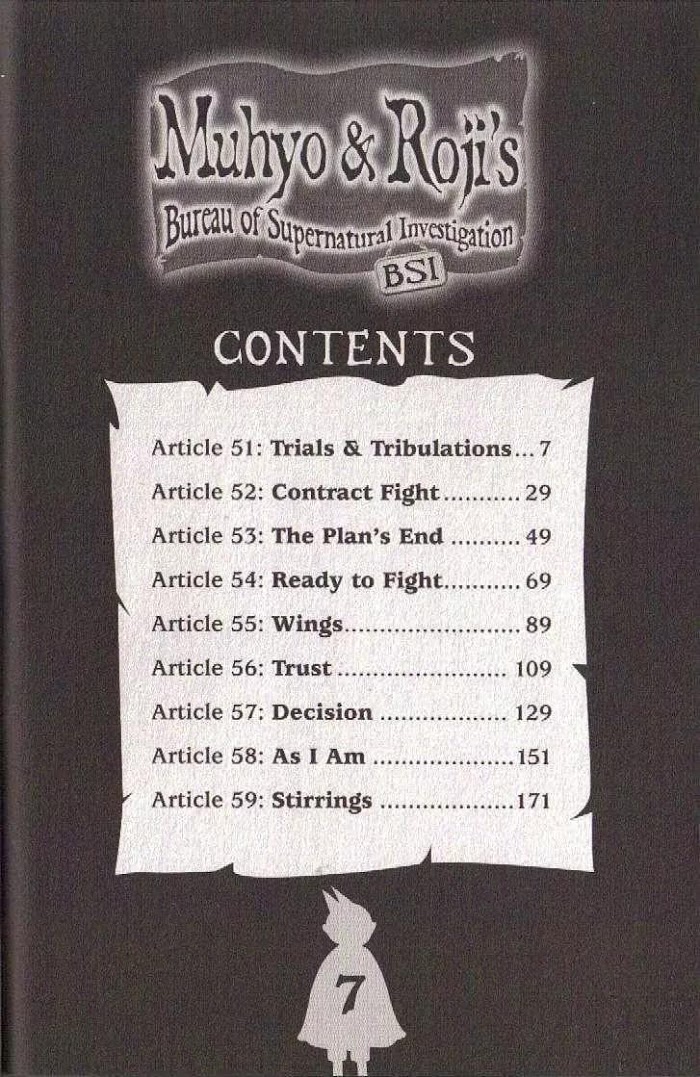 Muhyo & Roji's
Bureau of Supernatural Investigation
BSI
CONTENTS
Article 51: Trials & Tribulations...7
Article 52: Contract Fight...........29
Article 53: The Plan's End ..........49
Article 54: Ready to Fight...........69
Article 55: Wings.........................89
Article 56: Trust ........................ 109
Article 57: Decision .................. 129
Article 58: As I Am ....................151
Article 59: Stirrings ...................171
7